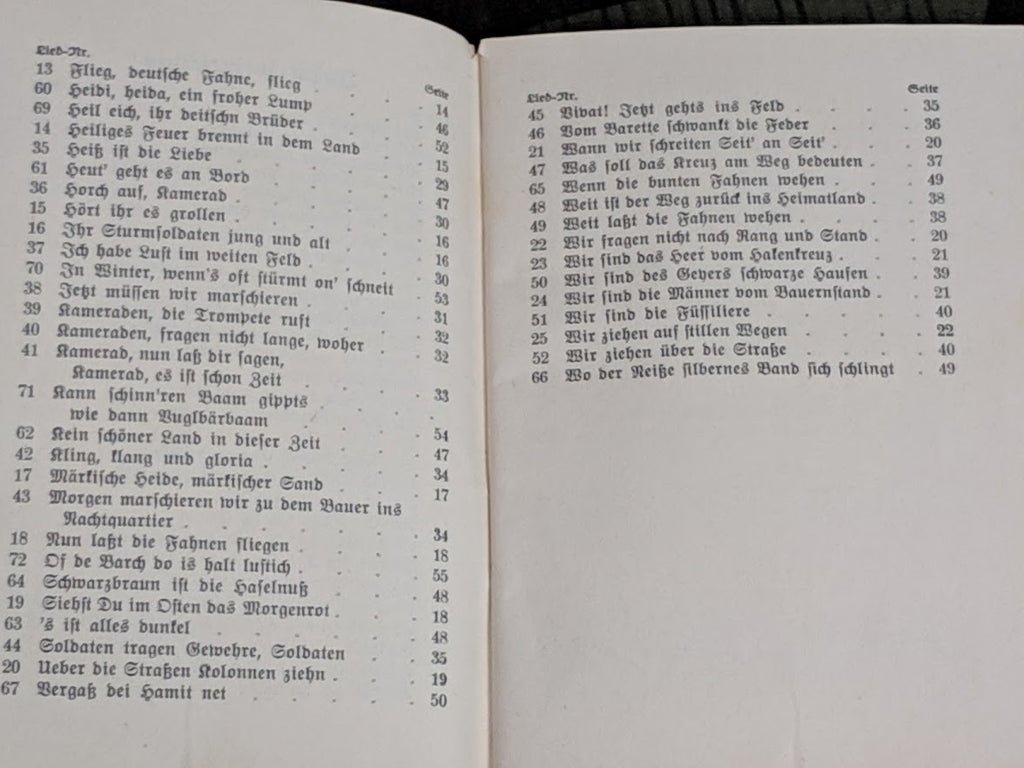 Lied-Nr. Seite
13 Flieg, deutsche Fahne, flieg . . . 14
60 Heidi, heida, ein froher Lump . . 46
69 Heil eich, ihr deitschn Brüder . . . 52
14 Heiliges Feuer brennt in dem Land . 15
35 Heiß ist die Liebe . . . . 29
61 Heut' geht es an Bord . . . . 47
36 Horch auf, Kamerad . . . . 30
15 Hört ihr es grollen . . . . 16
16 Ihr Sturmsoldaten jung und alt . . 16
37 Ich habe Lust im weiten Feld . . . 30
70 In Winter, wenn's oft stürmt on' schneit . 53
38 Jetzt müssen wir marschieren . . . 31
39 Kameraden, die Trompete ruft . . . 32
40 Kameraden, fragen nicht lange, woher . 32
41 Kamerad, nun laß dir sagen,
Kamerad, es ist schon Zeit . . . 33
71 Kann schinn'ren Baam gippts
wie dann Vuglbärbaam . . . . 54
62 Kein schöner Land in dieser Zeit . . 47
42 Kling, klang und gloria . . . . 34
17 Märkische Heide, märkischer Sand . . 17
43 Morgen marschieren wir zu dem Bauer ins
Nachtquartier . . . . . 34
18 Nun laßt die Fahnen fliegen . . . 18
72 Of de Barch do is halt lustich . . . 55
64 Schwarzbraun ist die Haselnuß . . . 48
19 Siehst Du im Osten das Morgenrot . . 18
63 's ist alles dunkel . . . . 48
44 Soldaten tragen Gewehre, Soldaten . . 35
20 Ueber die Straßen Kolonnen ziehn . . 19
67 Vergaß dei Hamit net . . . . 50
Lied-Nr. Seite
45 Vivat! Jetzt gehts ins Feld . . . . 35
46 Vom Barette schwankt die Feder . . . 36
21 Wann wir schreiten Seit' an Seit' . . . 20
47 Was soll das Kreuz am Weg bedeuten . . 37
65 Wenn die bunten Fahnen wehen . . . 49
48 Weit ist der Weg zurück ins Heimatland . . 38
49 Weit laßt die Fahnen wehen . . . . 38
22 Wir fragen nicht nach Rang und Stand . . 20
23 Wir sind das Heer vom Hakenkreuz . . . 21
50 Wir sind des Geyers schwarze Haufen . . 39
24 Wir sind die Männer vom Bauernstand . . 21
51 Wir sind die Füssiliere . . . . 40
25 Wir ziehen auf stillen Wegen . . . . 22
52 Wir ziehen über die Straße . . . . 40
66 Wo der Neiße silbernes Band sich schlingt . 49